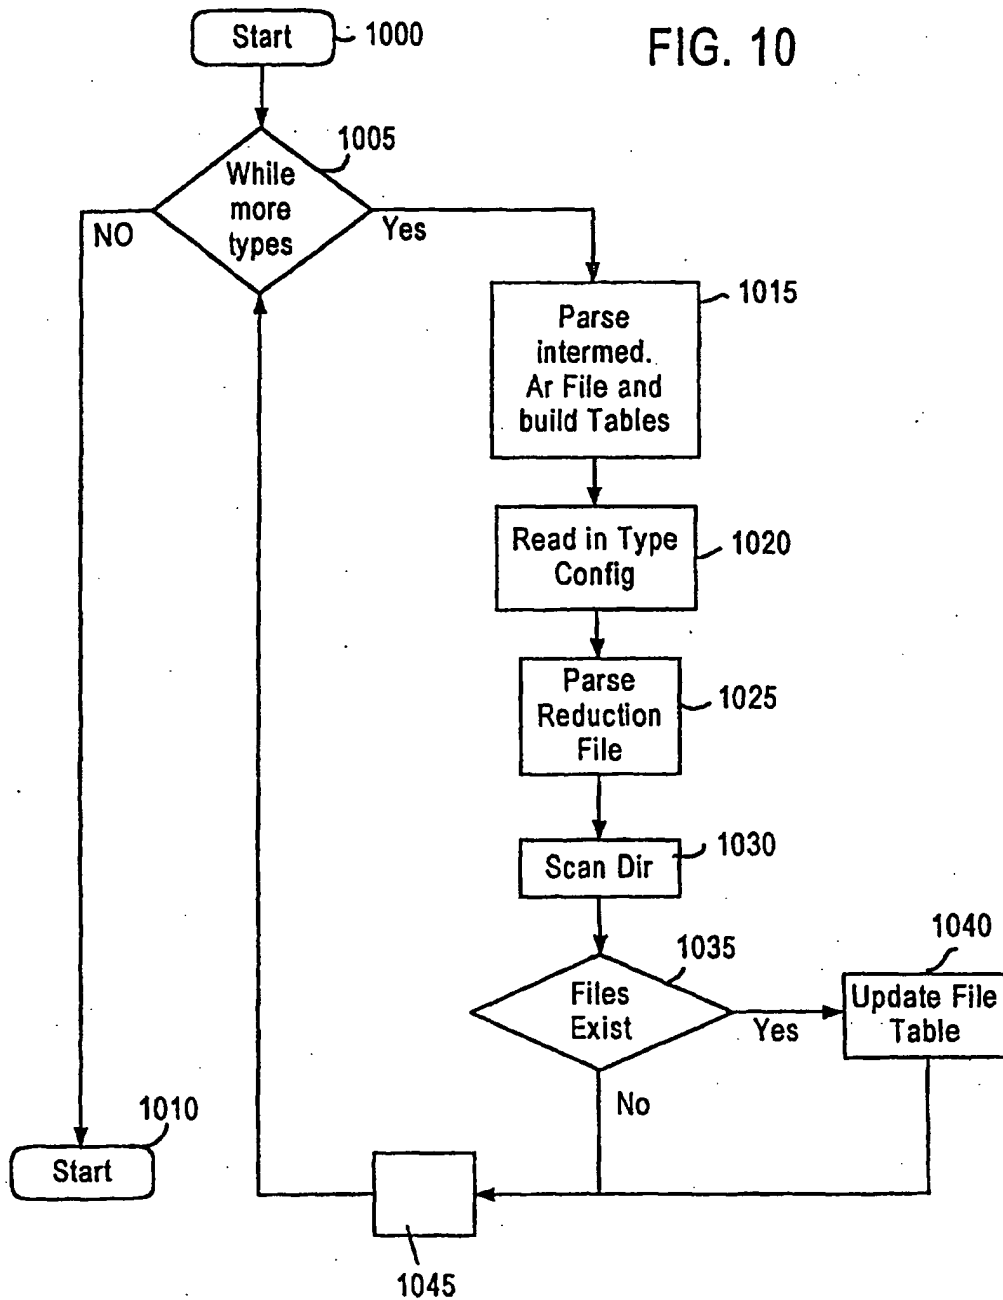 FIG. 10
Start
1000
1005
While
more
types
NO
Yes
1015
Parse
intermed.
Ar File and
build Tables
Read in Type
Config
1020
Parse
Reduction
File
1025
Scan Dir
1030
1035
Files
Exist
Yes
No
1040
Update File
Table
1010
Start
1045